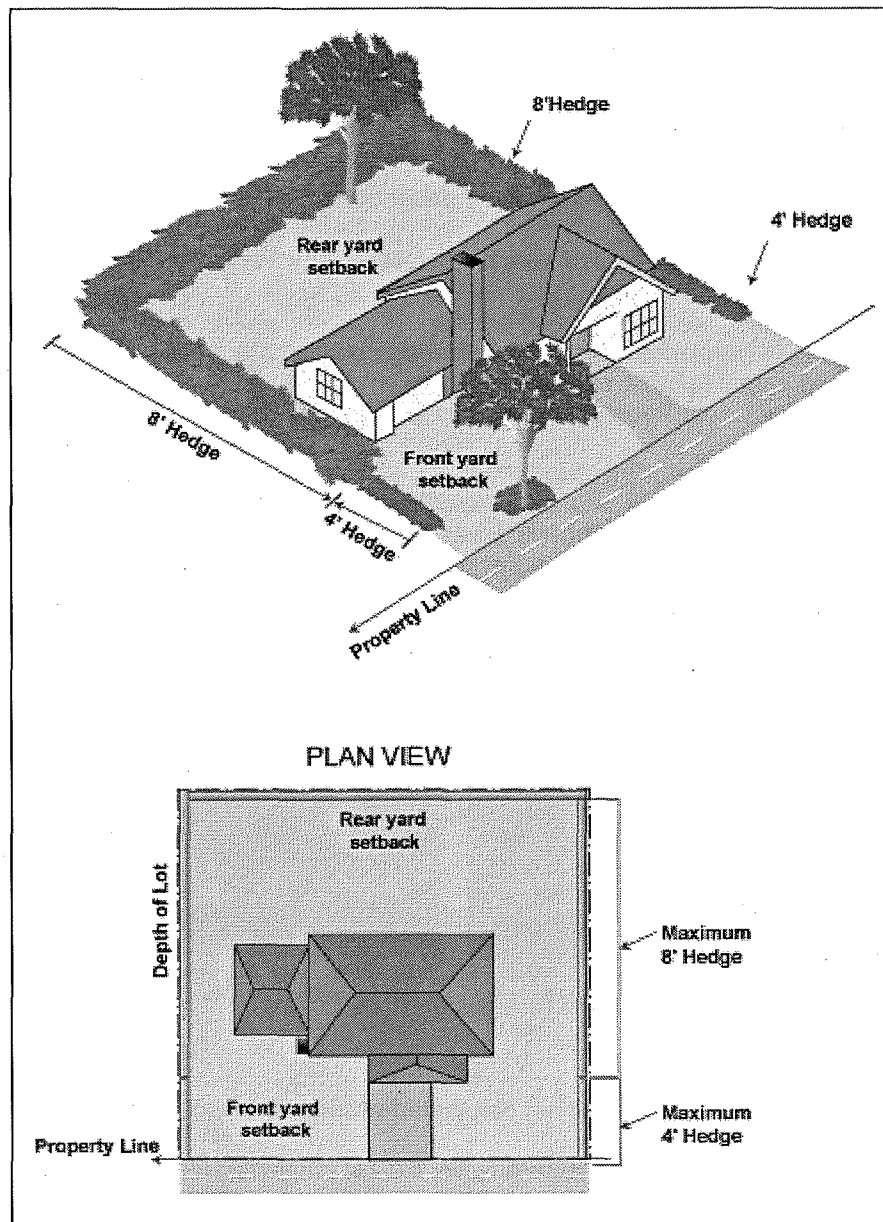 8'Hedge
4' Hedge
Rear yard
setback
8' Hedge
Front yard
setback
4' Hedge
Property Line
PLAN VIEW
Rear yard
setback
Depth of Lot
Maximum
8' Hedge
Front yard
setback
Maximum
4' Hedge
Property Line